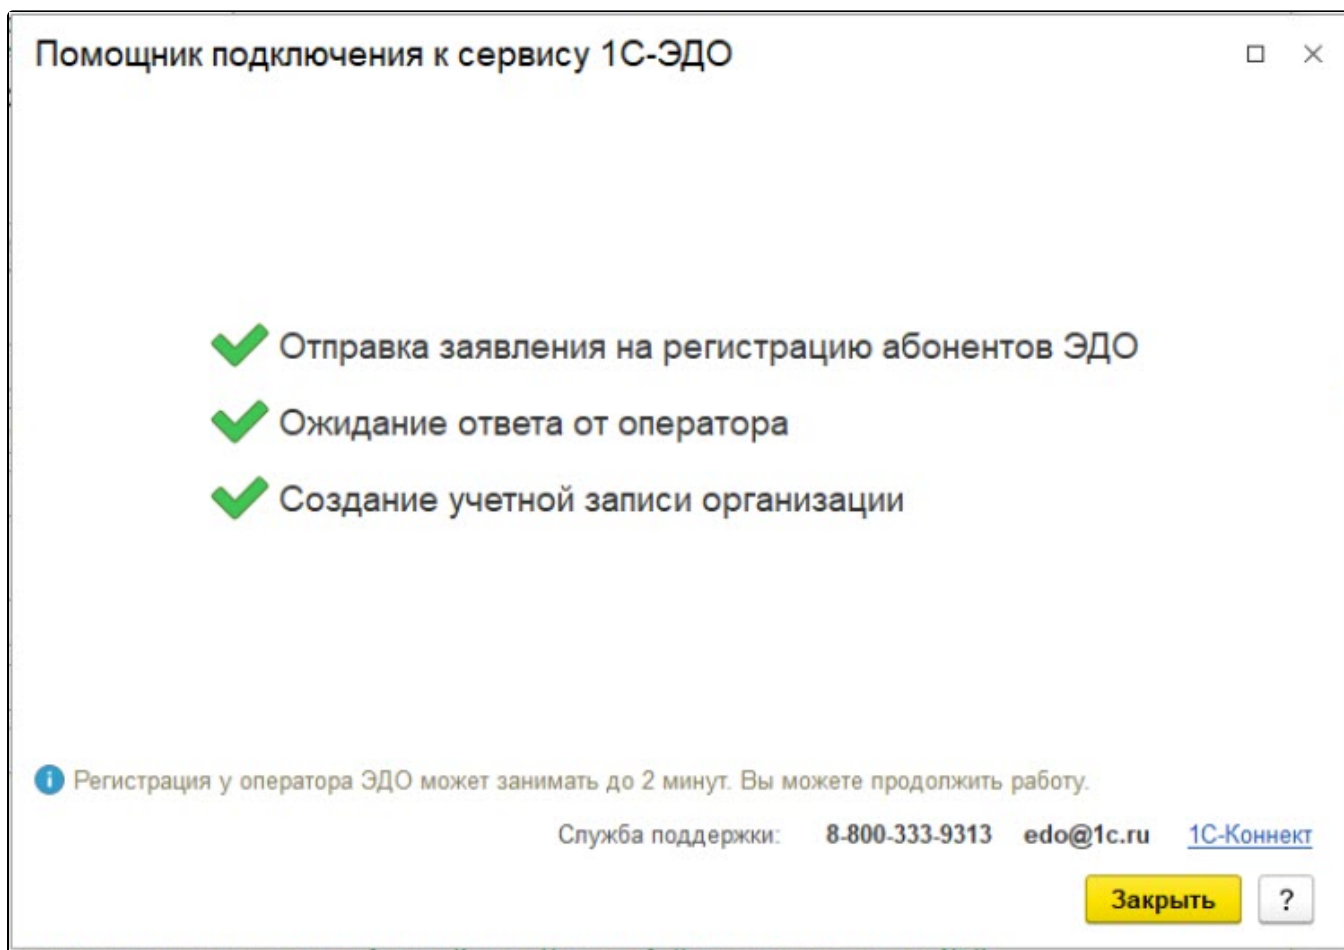 Помощник подключения к сервису 1С-ЭДО
Отправка заявления на регистрацию абонентов ЭДО
Ожидание ответа от оператора
Создание учетной записи организации
Регистрация у оператора ЭДО может занимать до 2 минут. Вы можете продолжить работу.
Служба поддержки: 8-800-333-9313 edo@1c.ru 1С-Коннект
Закрыть ?